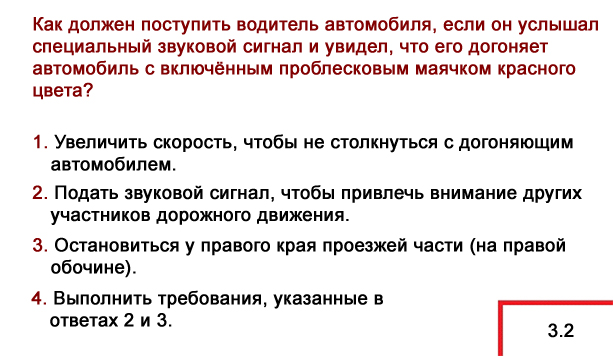 Как должен поступить водитель автомобиля, если он услышал
специальный звуковой сигнал и увидел, что его догоняет
автомобиль с включённым проблесковым маячком красного
цвета?
1. Увеличить скорость, чтобы не столкнуться с догоняющим
автомобилем.
2. Подать звуковой сигнал, чтобы привлечь внимание других
участников дорожного движения.
3. Остановиться у правого края проезжей части (на правой
обочине).
4. Выполнить требования, указанные в
ответах 2 и 3.
3.2